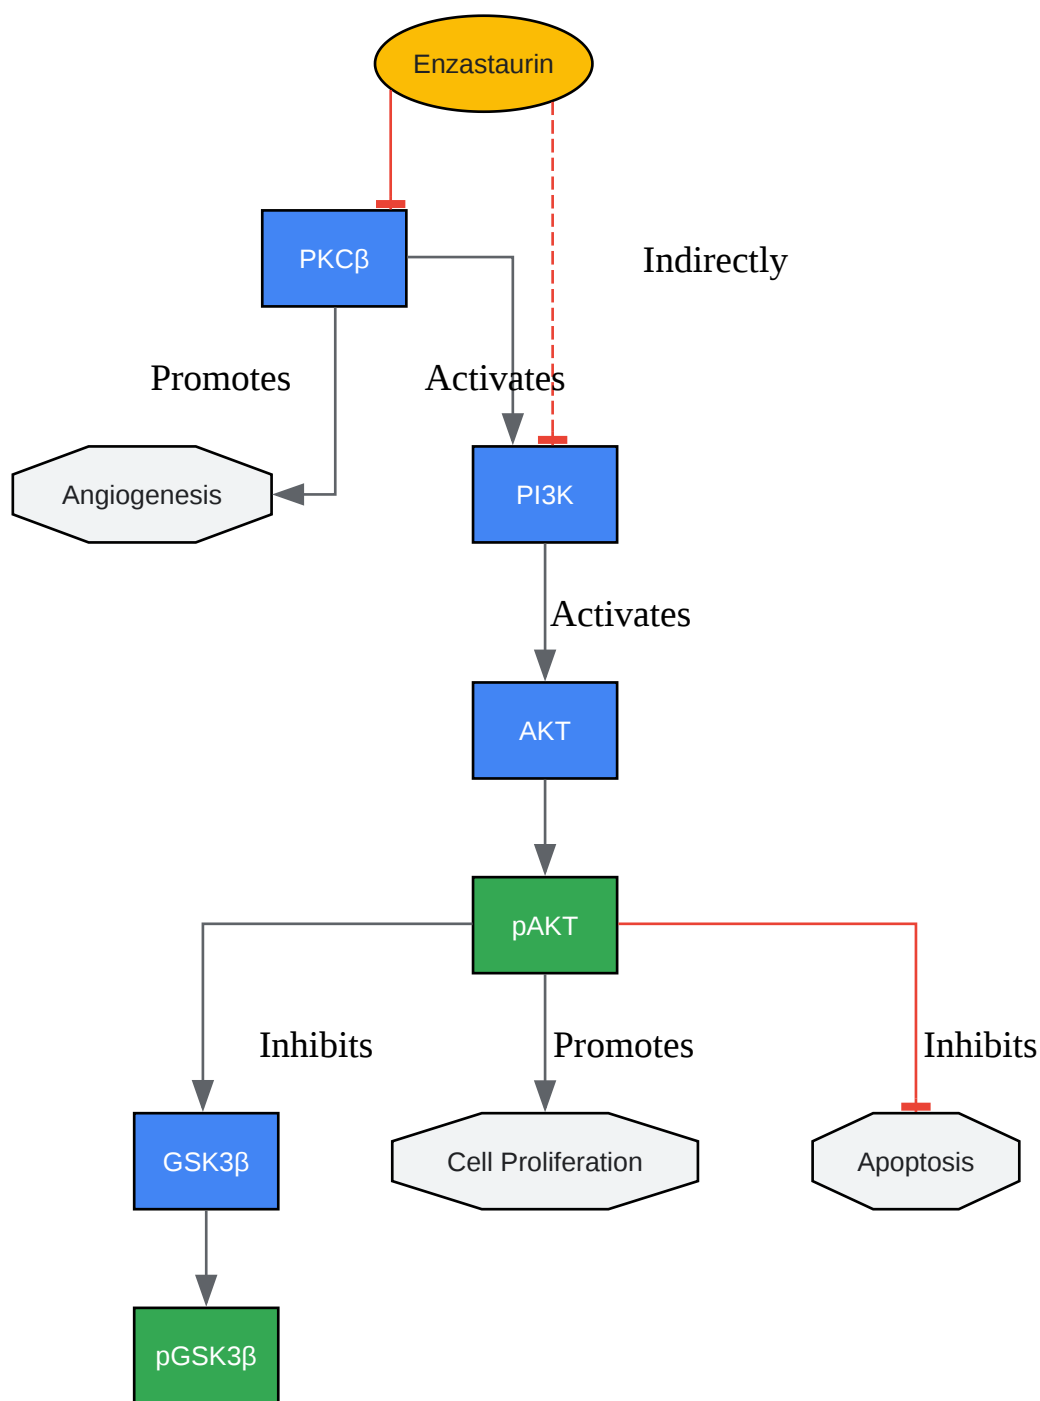 Enzastaurin
PKCβ
Indirectly
Promotes
Activates
Angiogenesis
PI3K
Activates
AKT
pAKT
Inhibits
Promotes
Inhibits
GSK3β
Cell Proliferation
Apoptosis
pGSK3β